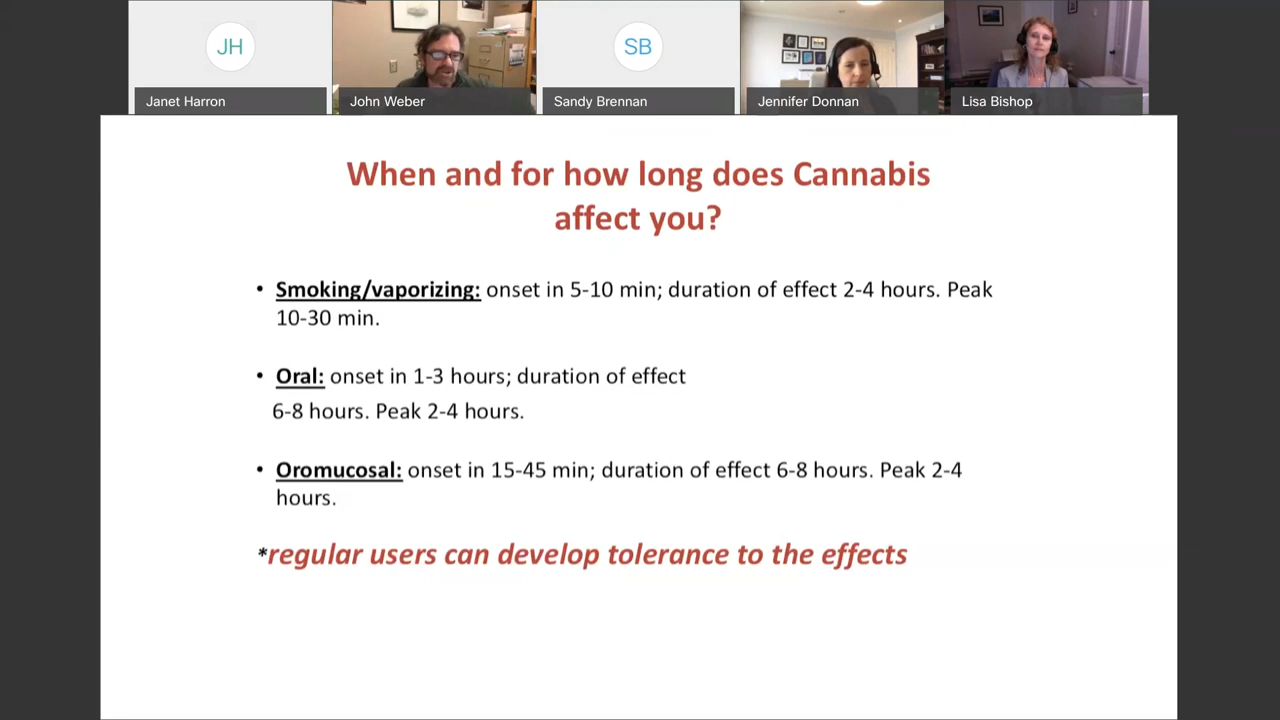 JH
SB
Janet Harron
John Weber
Sandy Brennan
Jennifer Donnan
Lisa Bishop
When and for how long does Cannabis
affect you?
• Smoking/vaporizing: onset in 5-10 min; duration of effect 2-4 hours. Peak
10-30 min.
• Oral: onset in 1-3 hours; duration of effect
6-8 hours. Peak 2-4 hours.
• Oromucosal: onset in 15-45 min; duration of effect 6-8 hours. Peak 2-4
hours.
*regular users can develop tolerance to the effects